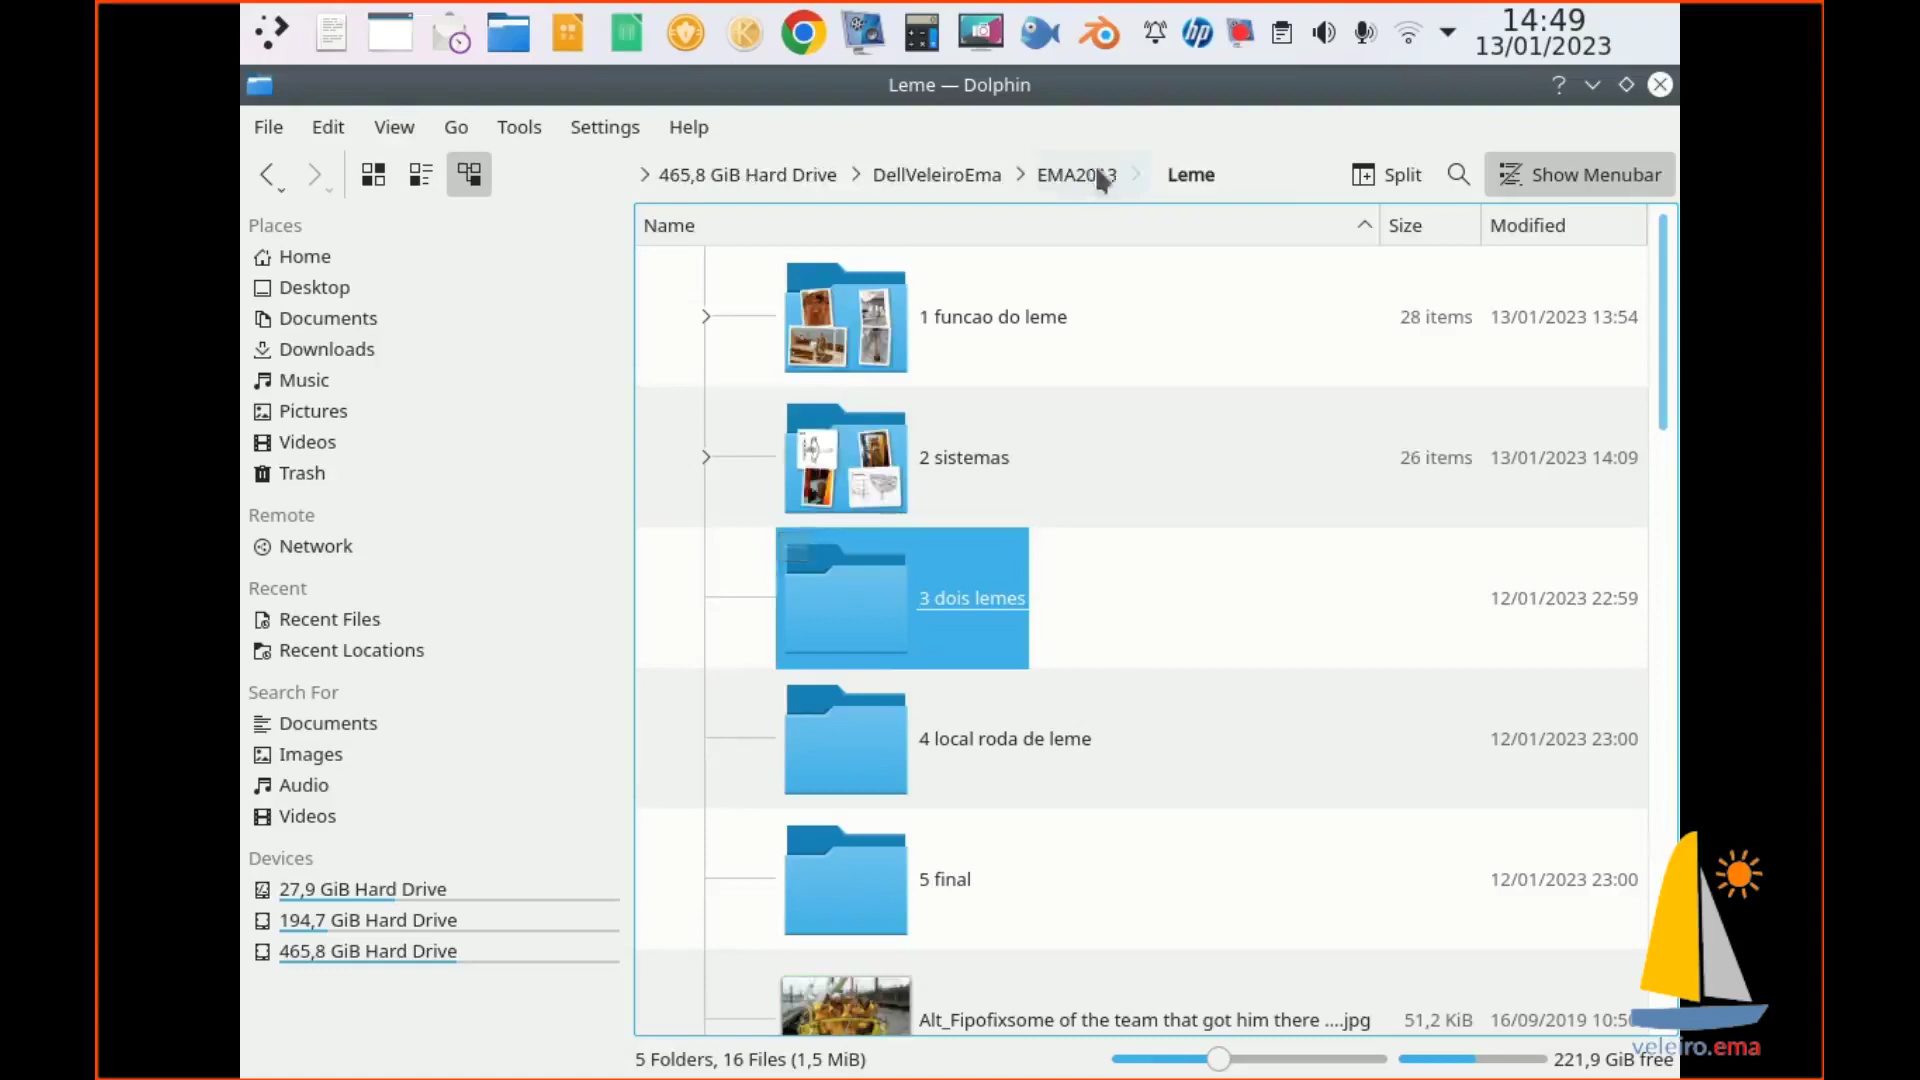 14:49
13/01/2023
Leme — Dolphin
File Edit View Go Tools Settings Help
465,8 GiB Hard Drive DellVeleiroEma Leme
Split
Show Menubar
Places
Home
Desktop
Documents
Downloads
Music
Pictures
Videos
Trash
Remote
Network
Recent
Recent Files
Recent Locations
Search For
Documents
Images
Audio
Videos
Devices
27,9 GiB Hard Drive
194,7 GiB Hard Drive
465,8 GiB Hard Drive
Name Size Modified
1 funcao do leme 28 items 13/01/2023 13:54
2 sistemas 26 items 13/01/2023 14:09
3 dois lemes 12/01/2023 22:59
4 local roda de leme 12/01/2023 23:00
5 final 12/01/2023 23:00
Alt_Fipofixsome of the team that got him there ....jpg 51,2 KiB 16/09/2019
5 Folders, 16 Files (1,5 MiB)
221,9 GiB free
veleiro.ema